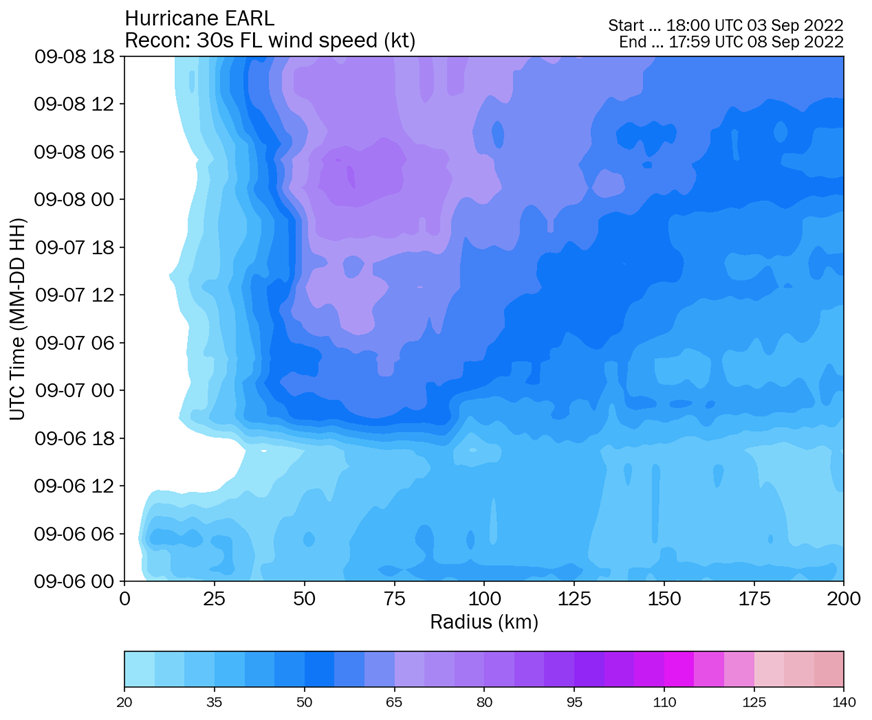 Hurricane EARL
Recon: 30s FL wind speed (kt)
Start ... 18:00 UTC 03 Sep 2022
End ... 17:59 UTC 08 Sep 2022
09-08 18
09-08 12
09-08 06
09-08 00
09-07 18
09-07 12
09-07 06
09-07 00
09-06 18
09-06 12
09-06 06
09-06 00
UTC Time (MM-DD HH)
0 25 50 75 100 125 150 175 200
Radius (km)
20 35 50 65 80 95 110 125 140